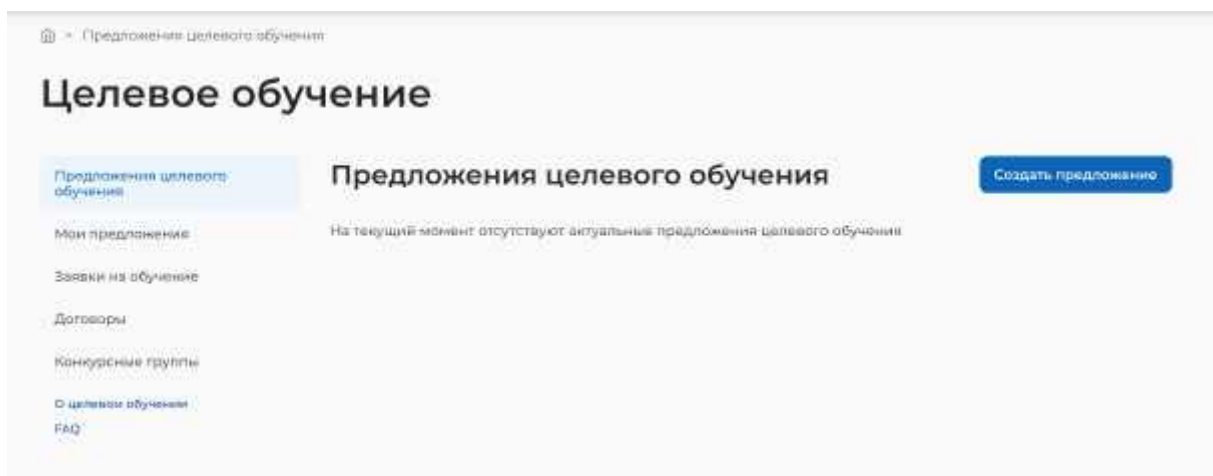 Предложения целевого обучения
Целевое обучение
Предложения целевого
обучения
Предложения целевого обучения
Создать предложение
На текущий момент отсутствуют актуальные предложения целевого обучения
Мои предложения
Заявки на обучение
Договоры
Конкурсные группы
О целевом обучении
FAQ